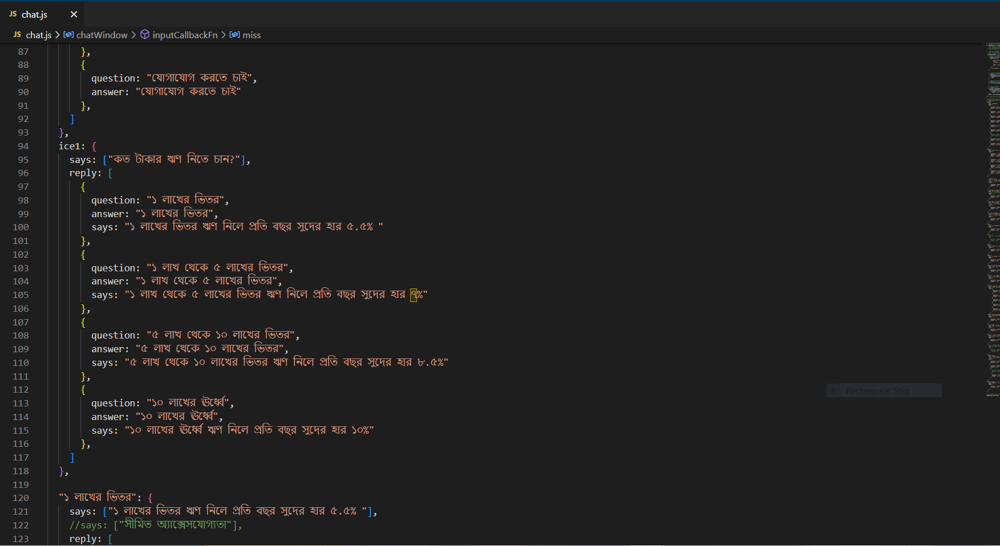 JS chat.js ×
JS chat.js > chatWindow > inputCallbackFn > miss
87 },
88 {
89 question: "যোগাযোগ করতে চাই",
90 answer: "যোগাযোগ করতে চাই"
91 },
92 ]
93 },
94 ice1: {
95 says: ["কত টাকার ঋণ নিতে চান?"],
96 reply: [
97 {
98 question: "১ লাখের ভিতর",
99 answer: "১ লাখের ভিতর",
100 says: "১ লাখের ভিতর ঋণ নিলে প্রতি বছর সুদের হার ৫.৫% "
101 },
102 {
103 question: "১ লাখ থেকে ৫ লাখের ভিতর",
104 answer: "১ লাখ থেকে ৫ লাখের ভিতর",
105 says: "১ লাখ থেকে ৫ লাখের ভিতর ঋণ নিলে প্রতি বছর সুদের হার ৭%"
106 },
107 {
108 question: "৫ লাখ থেকে ১০ লাখের ভিতর",
109 answer: "৫ লাখ থেকে ১০ লাখের ভিতর",
110 says: "৫ লাখ থেকে ১০ লাখের ভিতর ঋণ নিলে প্রতি বছর সুদের হার ৮.৫%"
111 },
Rectangular Snip
112 {
113 question: "১০ লাখের ঊর্ধ্বে",
114 answer: "১০ লাখের ঊর্ধ্বে",
115 says: "১০ লাখের ঊর্ধ্বে ঋণ নিলে প্রতি বছর সুদের হার ১০%"
116 },
117 ]
118 },
119
120 "১ লাখের ভিতর": {
121 says: ["১ লাখের ভিতর ঋণ নিলে প্রতি বছর সুদের হার ৫.৫% "],
122 //says: ["সীমিত অ্যাক্সেসযোগ্যতা"],
123 reply: [